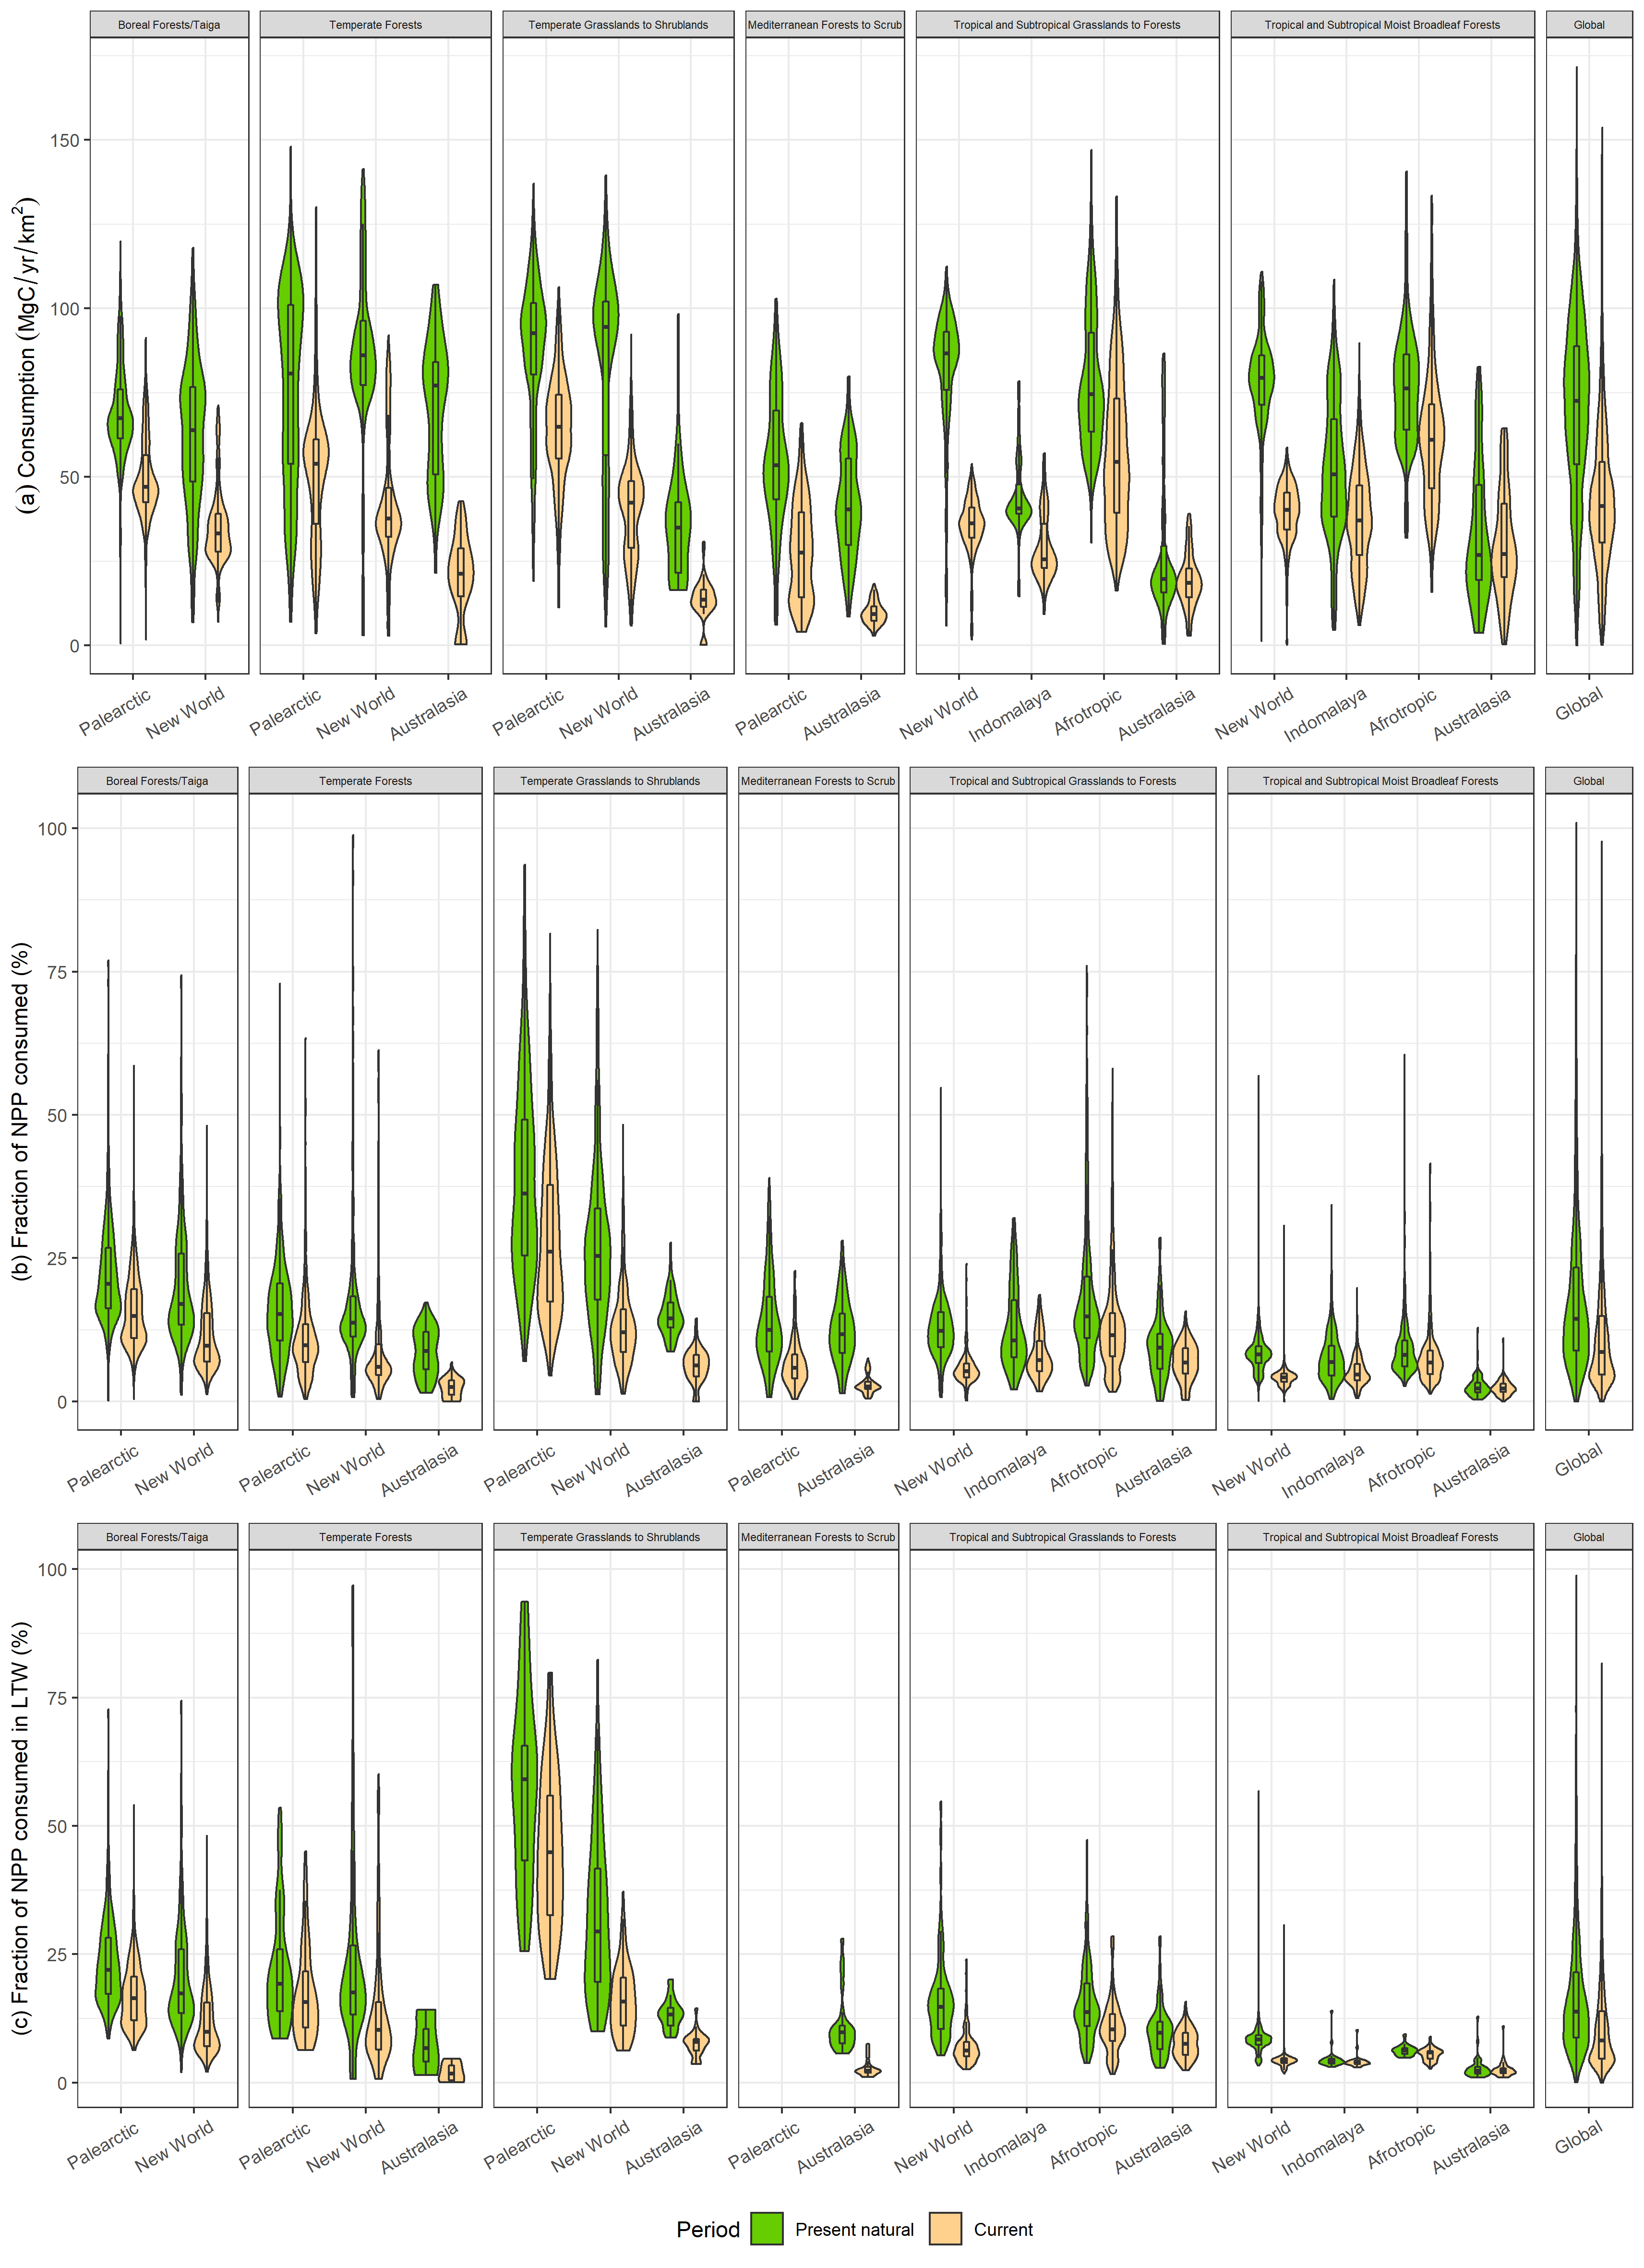 Boreal Forests/Taiga
Temperate Forests
Temperate Grasslands to Shrublands
Mediterranean Forests to Scrub
Tropical and Subtropical Grasslands to Forests
Tropical and Subtropical Moist Broadleaf Forests
Global
(a) Consumption (MgC/yr/km²)
150
100
50
0
Palearctic
New World
Palearctic
New World
Australasia
Palearctic
New World
Australasia
Palearctic
Australasia
New World
Indomalaya
Afrotropic
Australasia
New World
Indomalaya
Afrotropic
Australasia
Global
Boreal Forests/Taiga
Temperate Forests
Temperate Grasslands to Shrublands
Mediterranean Forests to Scrub
Tropical and Subtropical Grasslands to Forests
Tropical and Subtropical Moist Broadleaf Forests
Global
(b) Fraction of NPP consumed (%)
100
75
50
25
0
Palearctic
New World
Palearctic
New World
Australasia
Palearctic
New World
Australasia
Palearctic
Australasia
New World
Indomalaya
Afrotropic
Australasia
New World
Indomalaya
Afrotropic
Australasia
Global
Boreal Forests/Taiga
Temperate Forests
Temperate Grasslands to Shrublands
Mediterranean Forests to Scrub
Tropical and Subtropical Grasslands to Forests
Tropical and Subtropical Moist Broadleaf Forests
Global
(c) Fraction of NPP consumed in LTW (%)
100
75
50
25
0
Palearctic
New World
Palearctic
New World
Australasia
Palearctic
New World
Australasia
Palearctic
Australasia
New World
Indomalaya
Afrotropic
Australasia
New World
Indomalaya
Afrotropic
Australasia
Global
Period
Present natural
Current